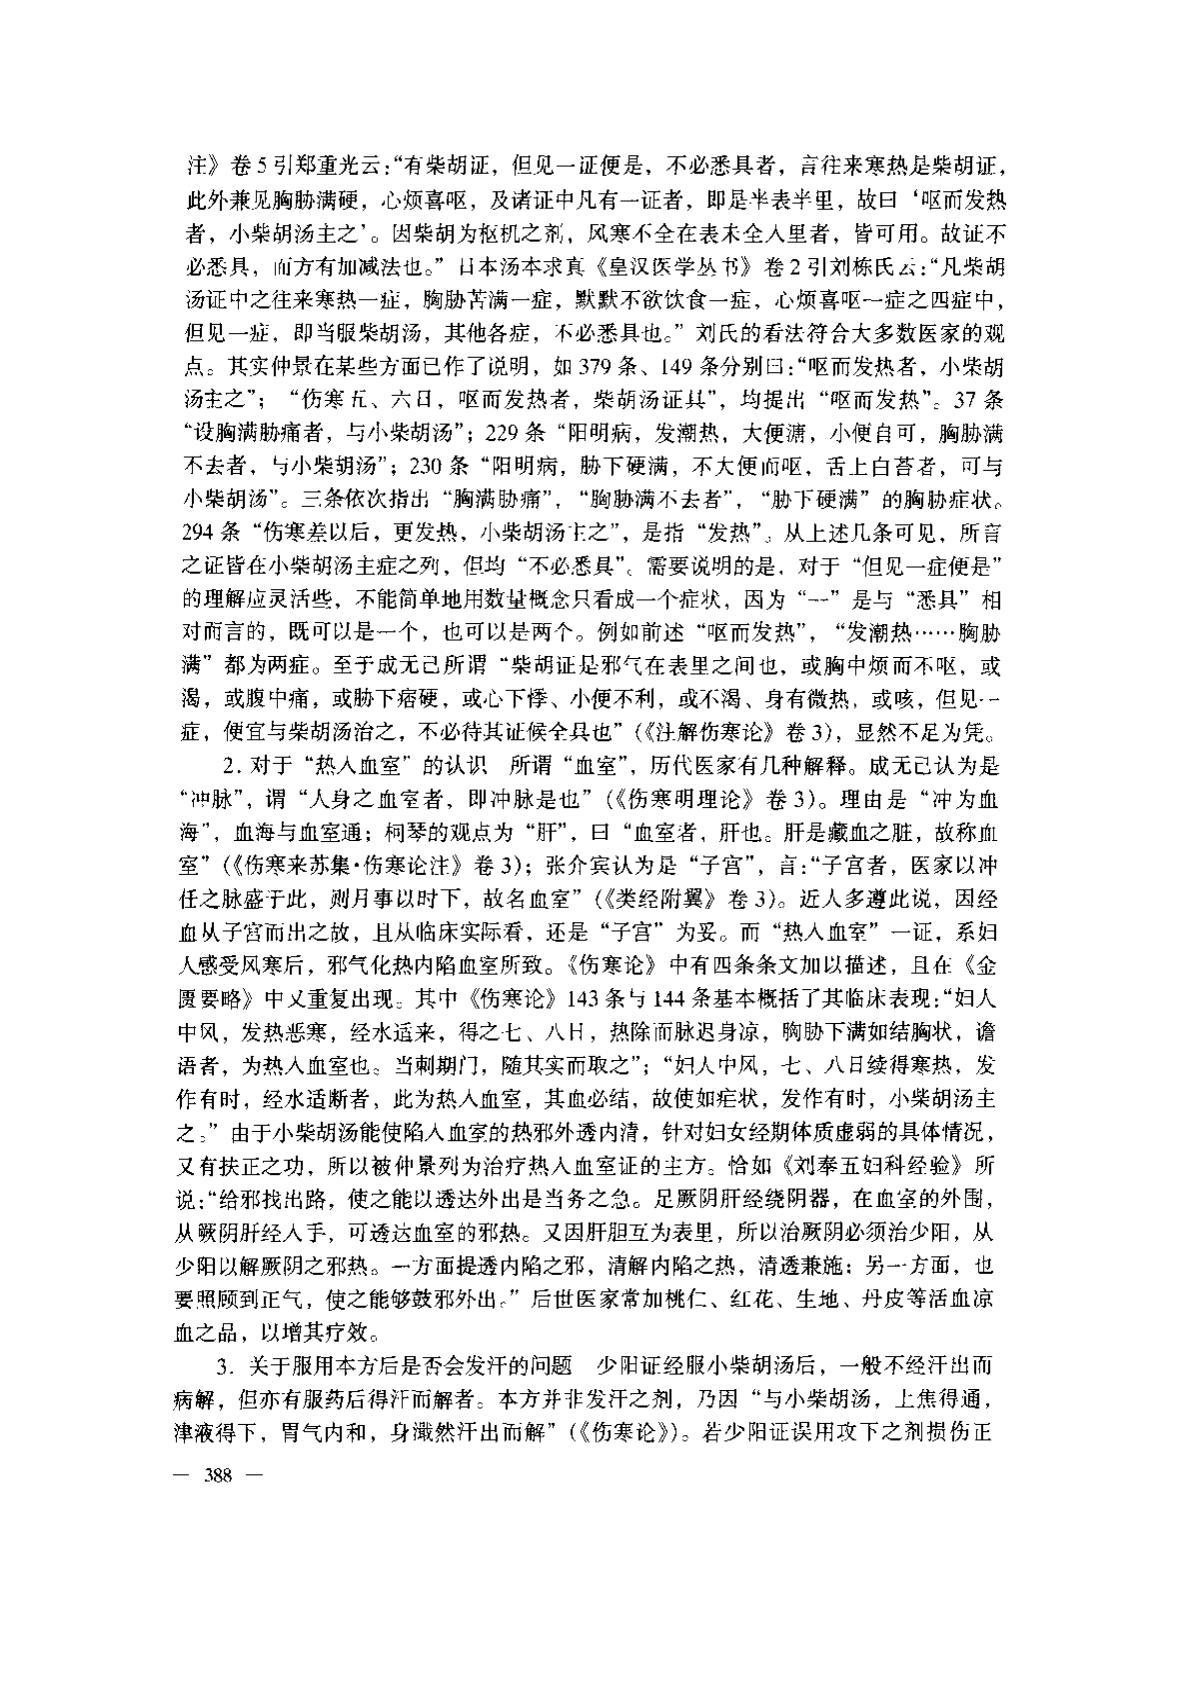 注》卷5引郑重光云：“有柴胡证，但见一证便是，不必悉具者，言往来寒热是柴胡证，
此外兼见胸胁满硬，心烦喜呕，及诸证中凡有一证者，即是半表半里，故曰‘呕而发热
者，小柴胡汤主之’。因柴胡为枢机之剂，风寒不全在表未全入里者，皆可用。故证不
必悉具，而方有加减法也。”日本汤本求真《皇汉医学丛书》卷2引刘栋氏云：“凡柴胡
汤证中之往来寒热一症，胸胁苦满一症，默默不欲饮食一症，心烦喜呕一症之四症中，
但见一症，即当服柴胡汤，其他各症，不必悉具也。”刘氏的看法符合大多数医家的观
点。其实仲景在某些方面已作了说明，如379条、149条分别曰：“呕而发热者，小柴胡
汤主之”；“伤寒五、六日，呕而发热者，柴胡汤证具”，均提出“呕而发热”。37条
“设胸满胁痛者，与小柴胡汤”；229条“阳明病，发潮热，大便溏，小便自可，胸胁满
不去者，与小柴胡汤”；230条“阳明病，胁下硬满，不大便而呕，舌上白苔者，可与
小柴胡汤”。三条依次指出“胸满胁痛”，“胸胁满不去者”，“胁下硬满”的胸胁症状。
294条“伤寒差以后，更发热，小柴胡汤主之”，是指“发热”。从上述几条可见，所言
之证皆在小柴胡汤主症之列，但均“不必悉具”。需要说明的是，对于“但见一症便是”
的理解应灵活些，不能简单地用数量概念只看成一个症状，因为“一”是与“悉具”相
对而言的，既可以是一个，也可以是两个。例如前述“呕而发热”，“发潮热……胸胁
满”都为两症。至于成无己所谓“柴胡证是邪气在表里之间也，或胸中烦而不呕，或
渴，或腹中痛，或胁下痞硬，或心下悸、小便不利，或不渴、身有微热，或咳，但见一
症，便宜与柴胡汤治之，不必待其证候全具也”（《注解伤寒论》卷3），显然不足为凭。
2. 对于“热入血室”的认识　所谓“血室”，历代医家有几种解释。成无己认为是
“冲脉”，谓“人身之血室者，即冲脉是也”（《伤寒明理论》卷3）。理由是“冲为血
海”，血海与血室通；柯琴的观点为“肝”，曰“血室者，肝也。肝是藏血之脏，故称血
室”（《伤寒来苏集·伤寒论注》卷3）；张介宾认为是“子宫”，言：“子宫者，医家以冲
任之脉盛于此，则月事以时下，故名血室”（《类经附翼》卷3）。近人多遵此说，因经
血从子宫而出之故，且从临床实际看，还是“子宫”为妥。而“热入血室”一证，系妇
人感受风寒后，邪气化热内陷血室所致。《伤寒论》中有四条条文加以描述，且在《金
匮要略》中又重复出现。其中《伤寒论》143条与144条基本概括了其临床表现：“妇人
中风，发热恶寒，经水适来，得之七、八日，热除而脉迟身凉，胸胁下满如结胸状，谵
语者，为热入血室也。当刺期门，随其实而取之”；“妇人中风，七、八日续得寒热，发
作有时，经水适断者，此为热入血室，其血必结，故使如疟状，发作有时，小柴胡汤主
之。”由于小柴胡汤能使陷入血室的热邪外透内清，针对妇女经期体质虚弱的具体情况，
又有扶正之功，所以被仲景列为治疗热入血室证的主方。恰如《刘奉五妇科经验》所
说：“给邪找出路，使之能以透达外出是当务之急。足厥阴肝经绕阴器，在血室的外围，
从厥阴肝经入手，可透达血室的邪热。又因肝胆互为表里，所以治厥阴必须治少阳，从
少阳以解厥阴之邪热。一方面提透内陷之邪，清解内陷之热，清透兼施；另一方面，也
要照顾到正气，使之能够鼓邪外出。”后世医家常加桃仁、红花、生地、丹皮等活血凉
血之品，以增其疗效。
3. 关于服用本方后是否会发汗的问题　少阳证经服小柴胡汤后，一般不经汗出而
病解，但亦有服药后得汗而解者。本方并非发汗之剂，乃因“与小柴胡汤，上焦得通，
津液得下，胃气内和，身濈然汗出而解”（《伤寒论》）。若少阳证误用攻下之剂损伤正
— 388 —